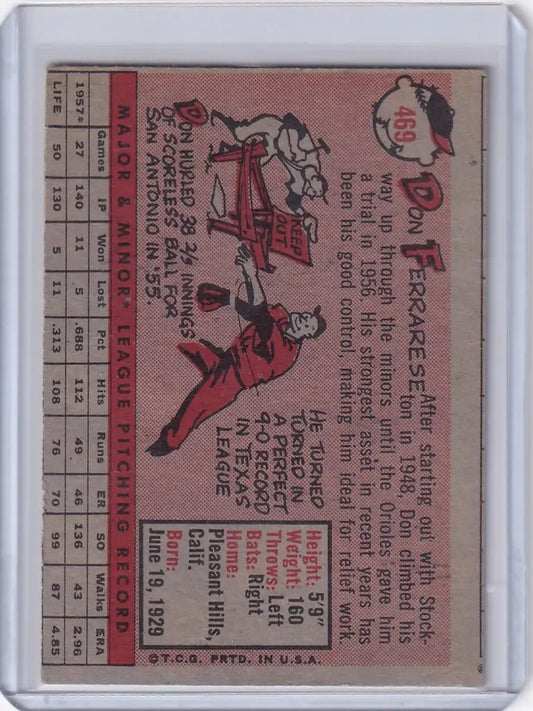 469
DON FERRARESE
After starting out with Stock-
ton in 1948, Don climbed his
way up through the minors until the Orioles gave him
a trial in 1956. His strongest asset in recent years has
been his good control, making him ideal for relief work.
KEEP
OUT
DON HURLED 38 2/3 INNINGS
OF SCORELESS BALL FOR
SAN ANTONIO IN '55
HE TURNED
TURNED IN
A PERFECT
9-0 RECORD
IN TEXAS
LEAGUE
Height: 5'9"
Weight: 160
Throws: Left
Bats: Right
Home:
Pleasant Hills,
Calif.
Born:
June 19, 1929
MAJOR & MINOR* LEAGUE PITCHING RECORD
Games IP Won Lost Pct Hits Runs ER SO Walks ERA
1957* 27 140 11 5 .688 112 49 46 136 43 2.96
LIFE 50 130 5 11 .313 108 76 70 99 87 4.85
©T.C.G. PRTD. IN U.S.A.